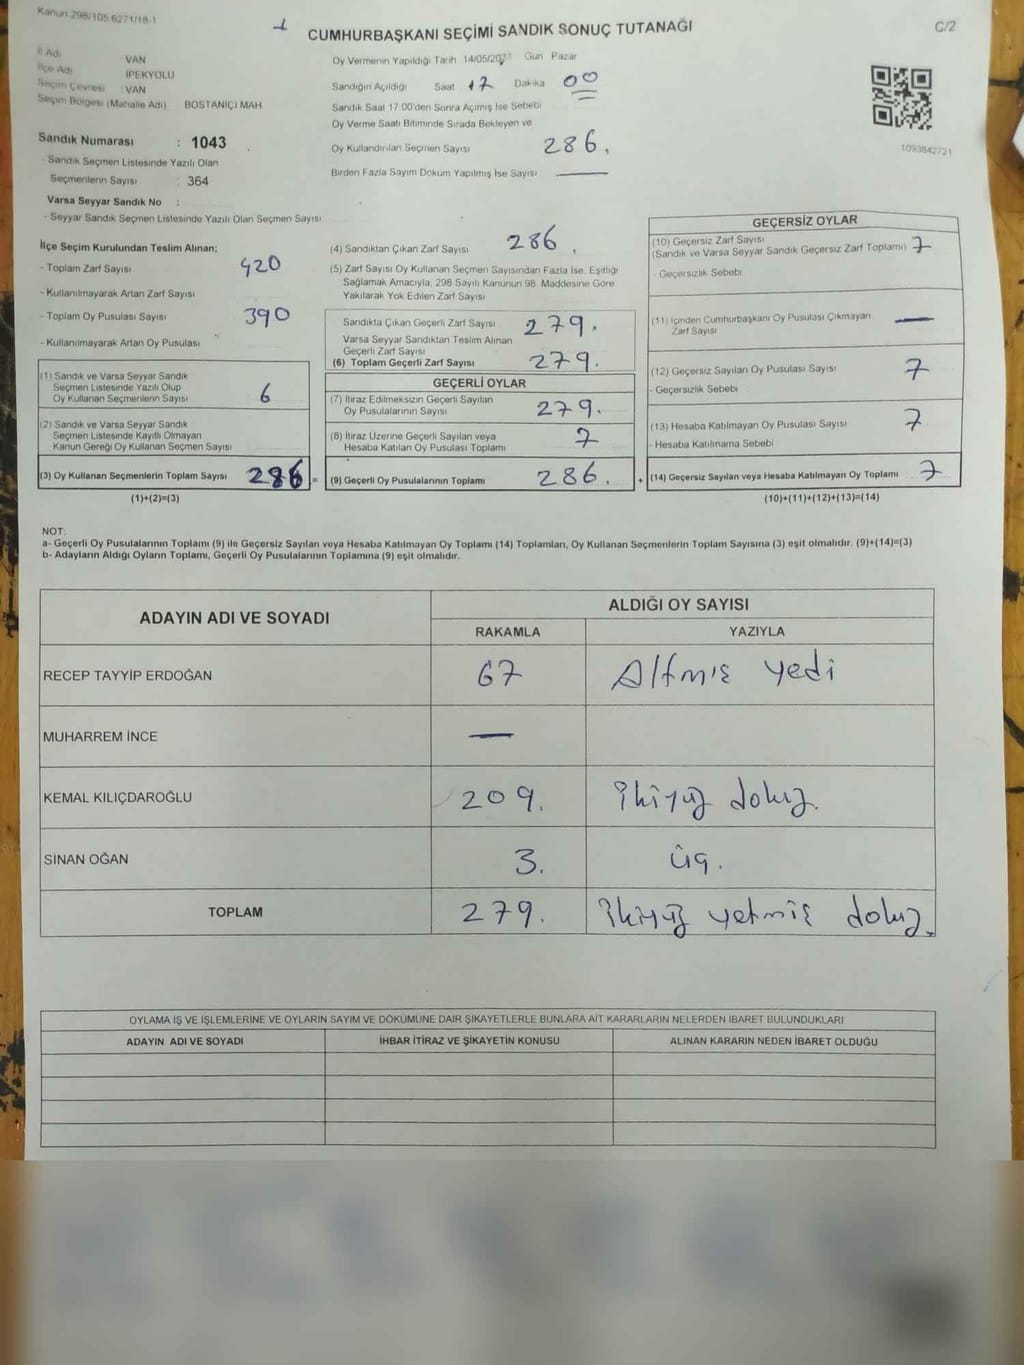 Kanun 298/105 6271/18-1
CUMHURBAŞKANI SEÇİMİ SANDIK SONUÇ TUTANAĞI
C/2
İl Adı VAN
İlçe Adı İPEKYOLU
Seçim Çevresi : VAN
Seçim Bölgesi (Mahalle Adı) BOSTANİÇİ MAH
Sandık Numarası : 1043
- Sandık Seçmen Listesinde Yazılı Olan
Seçmenlerin Sayısı : 364
Varsa Seyyar Sandık No :
- Seyyar Sandık Seçmen Listesinde Yazılı Olan Seçmen Sayısı
Oy Vermenin Yapıldığı Tarih 14/05/2023 Gün Pazar
Sandığın Açıldığı Saat 17 Dakika 00
Sandık Saat 17:00'den Sonra Açılmış İse Sebebi
Oy Verme Saati Bitiminde Sırada Bekleyen ve
Oy Kullandırılan Seçmen Sayısı 286.
Birden Fazla Sayım Döküm Yapılmış İse Sayısı —
1093842/21
İlçe Seçim Kurulundan Teslim Alınan;
- Toplam Zarf Sayısı 420
- Kullanılmayarak Artan Zarf Sayısı
- Toplam Oy Pusulası Sayısı 390
- Kullanılmayarak Artan Oy Pusulası
(1) Sandık ve Varsa Seyyar Sandık
Seçmen Listesinde Yazılı Olup
Oy Kullanan Seçmenlerin Sayısı 6
(2) Sandık ve Varsa Seyyar Sandık
Seçmen Listesinde Kayıtlı Olmayan
Kanun Gereği Oy Kullanan Seçmen Sayısı
(3) Oy Kullanan Seçmenlerin Toplam Sayısı 286 =
(1)+(2)=(3)
(4) Sandıktan Çıkan Zarf Sayısı 286.
(5) Zarf Sayısı Oy Kullanan Seçmen Sayısından Fazla İse, Eşitliği
Sağlamak Amacıyla, 298 Sayılı Kanunun 98. Maddesine Göre
Yakılarak Yok Edilen Zarf Sayısı
Sandıkta Çıkan Geçerli Zarf Sayısı 279.
Varsa Seyyar Sandıktan Teslim Alınan
Geçerli Zarf Sayısı
(6) Toplam Geçerli Zarf Sayısı 279.
GEÇERLİ OYLAR
(7) İtiraz Edilmeksizin Geçerli Sayılan
Oy Pusulalarının Sayısı 279.
(8) İtiraz Üzerine Geçerli Sayılan veya
Hesaba Katılan Oy Pusulası Toplamı 7
(9) Geçerli Oy Pusulalarının Toplamı 286. +
GEÇERSİZ OYLAR
(10) Geçersiz Zarf Sayısı
(Sandık ve Varsa Seyyar Sandık Geçersiz Zarf Toplamı) 7
- Geçersizlik Sebebi
(11) İçinden Cumhurbaşkanı Oy Pusulası Çıkmayan
Zarf Sayısı —
(12) Geçersiz Sayılan Oy Pusulası Sayısı 7
- Geçersizlik Sebebi
(13) Hesaba Katılmayan Oy Pusulası Sayısı 7
- Hesaba Katılmama Sebebi
(14) Geçersiz Sayılan veya Hesaba Katılmayan Oy Toplamı 7
(10)+(11)+(12)+(13)=(14)
NOT:
a- Geçerli Oy Pusulalarının Toplamı (9) ile Geçersiz Sayılan veya Hesaba Katılmayan Oy Toplamı (14) Toplamları, Oy Kullanan Seçmenlerin Toplam Sayısına (3) eşit olmalıdır. (9)+(14)=(3)
b- Adayların Aldığı Oyların Toplamı, Geçerli Oy Pusulalarının Toplamına (9) eşit olmalıdır.
ADAYIN ADI VE SOYADI ALDIĞI OY SAYISI
RAKAMLA YAZIYLA
RECEP TAYYİP ERDOĞAN 67 Altmış yedi
MUHARREM İNCE —
KEMAL KILIÇDAROĞLU 209. ikiyüz dokuz.
SİNAN OĞAN 3. üç.
TOPLAM 279. ikiyüz yetmiş dokuz.
OYLAMA İŞ VE İŞLEMLERİNE VE OYLARIN SAYIM VE DÖKÜMÜNE DAİR ŞİKAYETLERLE BUNLARA AİT KARARLARIN NELERDEN İBARET BULUNDUKLARI
ADAYIN ADI VE SOYADI İHBAR İTİRAZ VE ŞİKAYETİN KONUSU ALINAN KARARIN NEDEN İBARET OLDUĞU